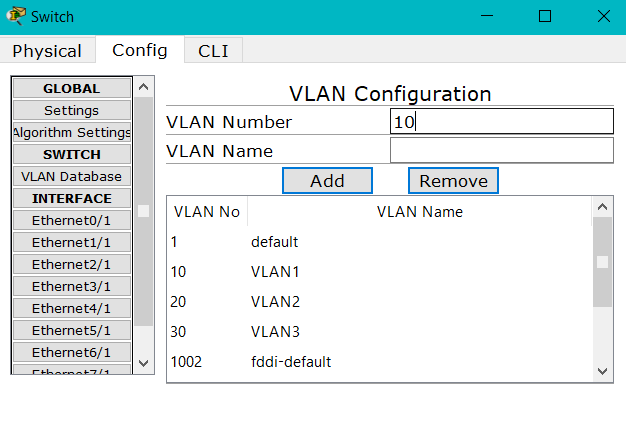 Switch
Physical Config CLI
GLOBAL
Settings
Algorithm Settings
SWITCH
VLAN Database
INTERFACE
Ethernet0/1
Ethernet1/1
Ethernet2/1
Ethernet3/1
Ethernet4/1
Ethernet5/1
Ethernet6/1
Ethernet7/1
VLAN Configuration
VLAN Number 10
VLAN Name
Add Remove
VLAN No VLAN Name
1 default
10 VLAN1
20 VLAN2
30 VLAN3
1002 fddi-default